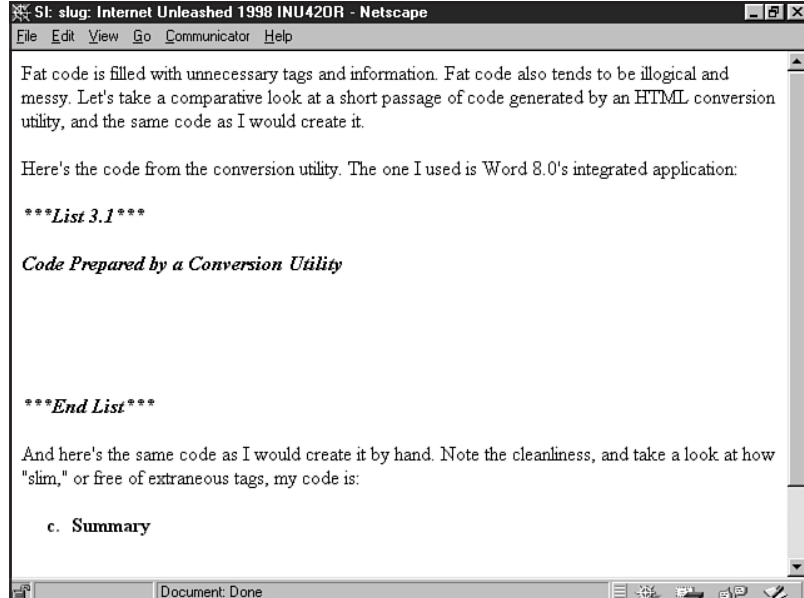 SI: slug: Internet Unleashed 1998 INU42OR - Netscape
File Edit View Go Communicator Help
Fat code is filled with unnecessary tags and information. Fat code also tends to be illogical and
messy. Let's take a comparative look at a short passage of code generated by an HTML conversion
utility, and the same code as I would create it.
Here's the code from the conversion utility. The one I used is Word 8.0's integrated application:
***List 3.1***
Code Prepared by a Conversion Utility
***End List***
And here's the same code as I would create it by hand. Note the cleanliness, and take a look at how
"slim," or free of extraneous tags, my code is:
c. Summary
Document: Done